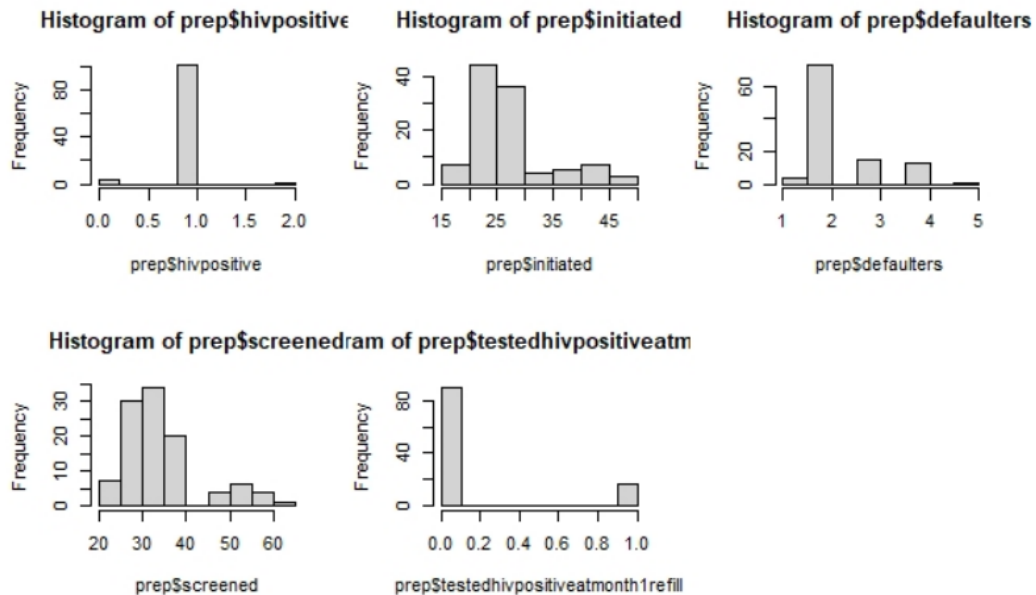 Histogram of prep$hivpositive
Histogram of prep$initiated
Histogram of prep$defaulters
Frequency
0 40 80
0.0 0.5 1.0 1.5 2.0
prep$hivpositive
Frequency
0 20 40
15 25 35 45
prep$initiated
Frequency
0 20 60
1 2 3 4 5
prep$defaulters
Histogram of prep$screened
ram of prep$testedhivpositiveatm
Frequency
0 10 20 30
20 30 40 50 60
prep$screened
Frequency
0 40 80
0.0 0.2 0.4 0.6 0.8 1.0
prep$testedhivpositiveatmonth1refill